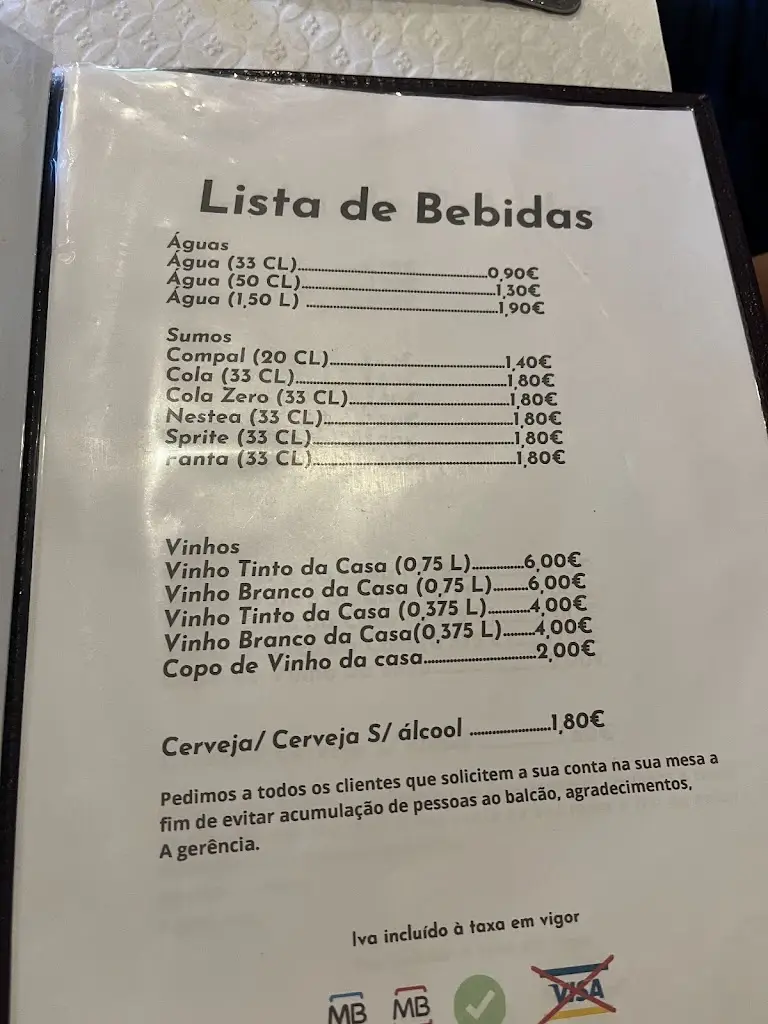 Lista de Bebidas
Águas
Água (33 CL)..........0,90€
Água (50 CL)..........1,30€
Água (1,50 L) ..........1,90€
Sumos
Compal (20 CL)..........1,40€
Cola (33 CL)..........1,80€
Cola Zero (33 CL)..........1,80€
Nestea (33 CL)..........1,80€
Sprite (33 CL)..........1,80€
Fanta (33 CL)..........1,80€
Vinhos
Vinho Tinto da Casa (0,75 L)..........6,00€
Vinho Branco da Casa (0,75 L)..........6,00€
Vinho Tinto da Casa (0,375 L)..........4,00€
Vinho Branco da Casa(0,375 L)..........4,00€
Copo de Vinho da casa..........2,00€
Cerveja/ Cerveja S/ álcool ..........1,80€
Pedimos a todos os clientes que solicitem a sua conta na sua mesa a
fim de evitar acumulação de pessoas ao balcão, agradecimentos,
A gerência.
Iva incluído à taxa em vigor
MB MB VISA